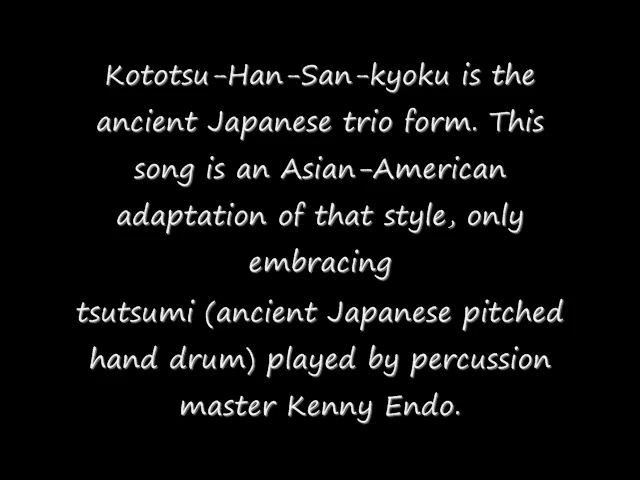 Kototsu-Han-San-kyoku is the
ancient Japanese trio form. This
song is an Asian-American
adaptation of that style, only
embracing
tsutsumi (ancient Japanese pitched
hand drum) played by percussion
master Kenny Endo.